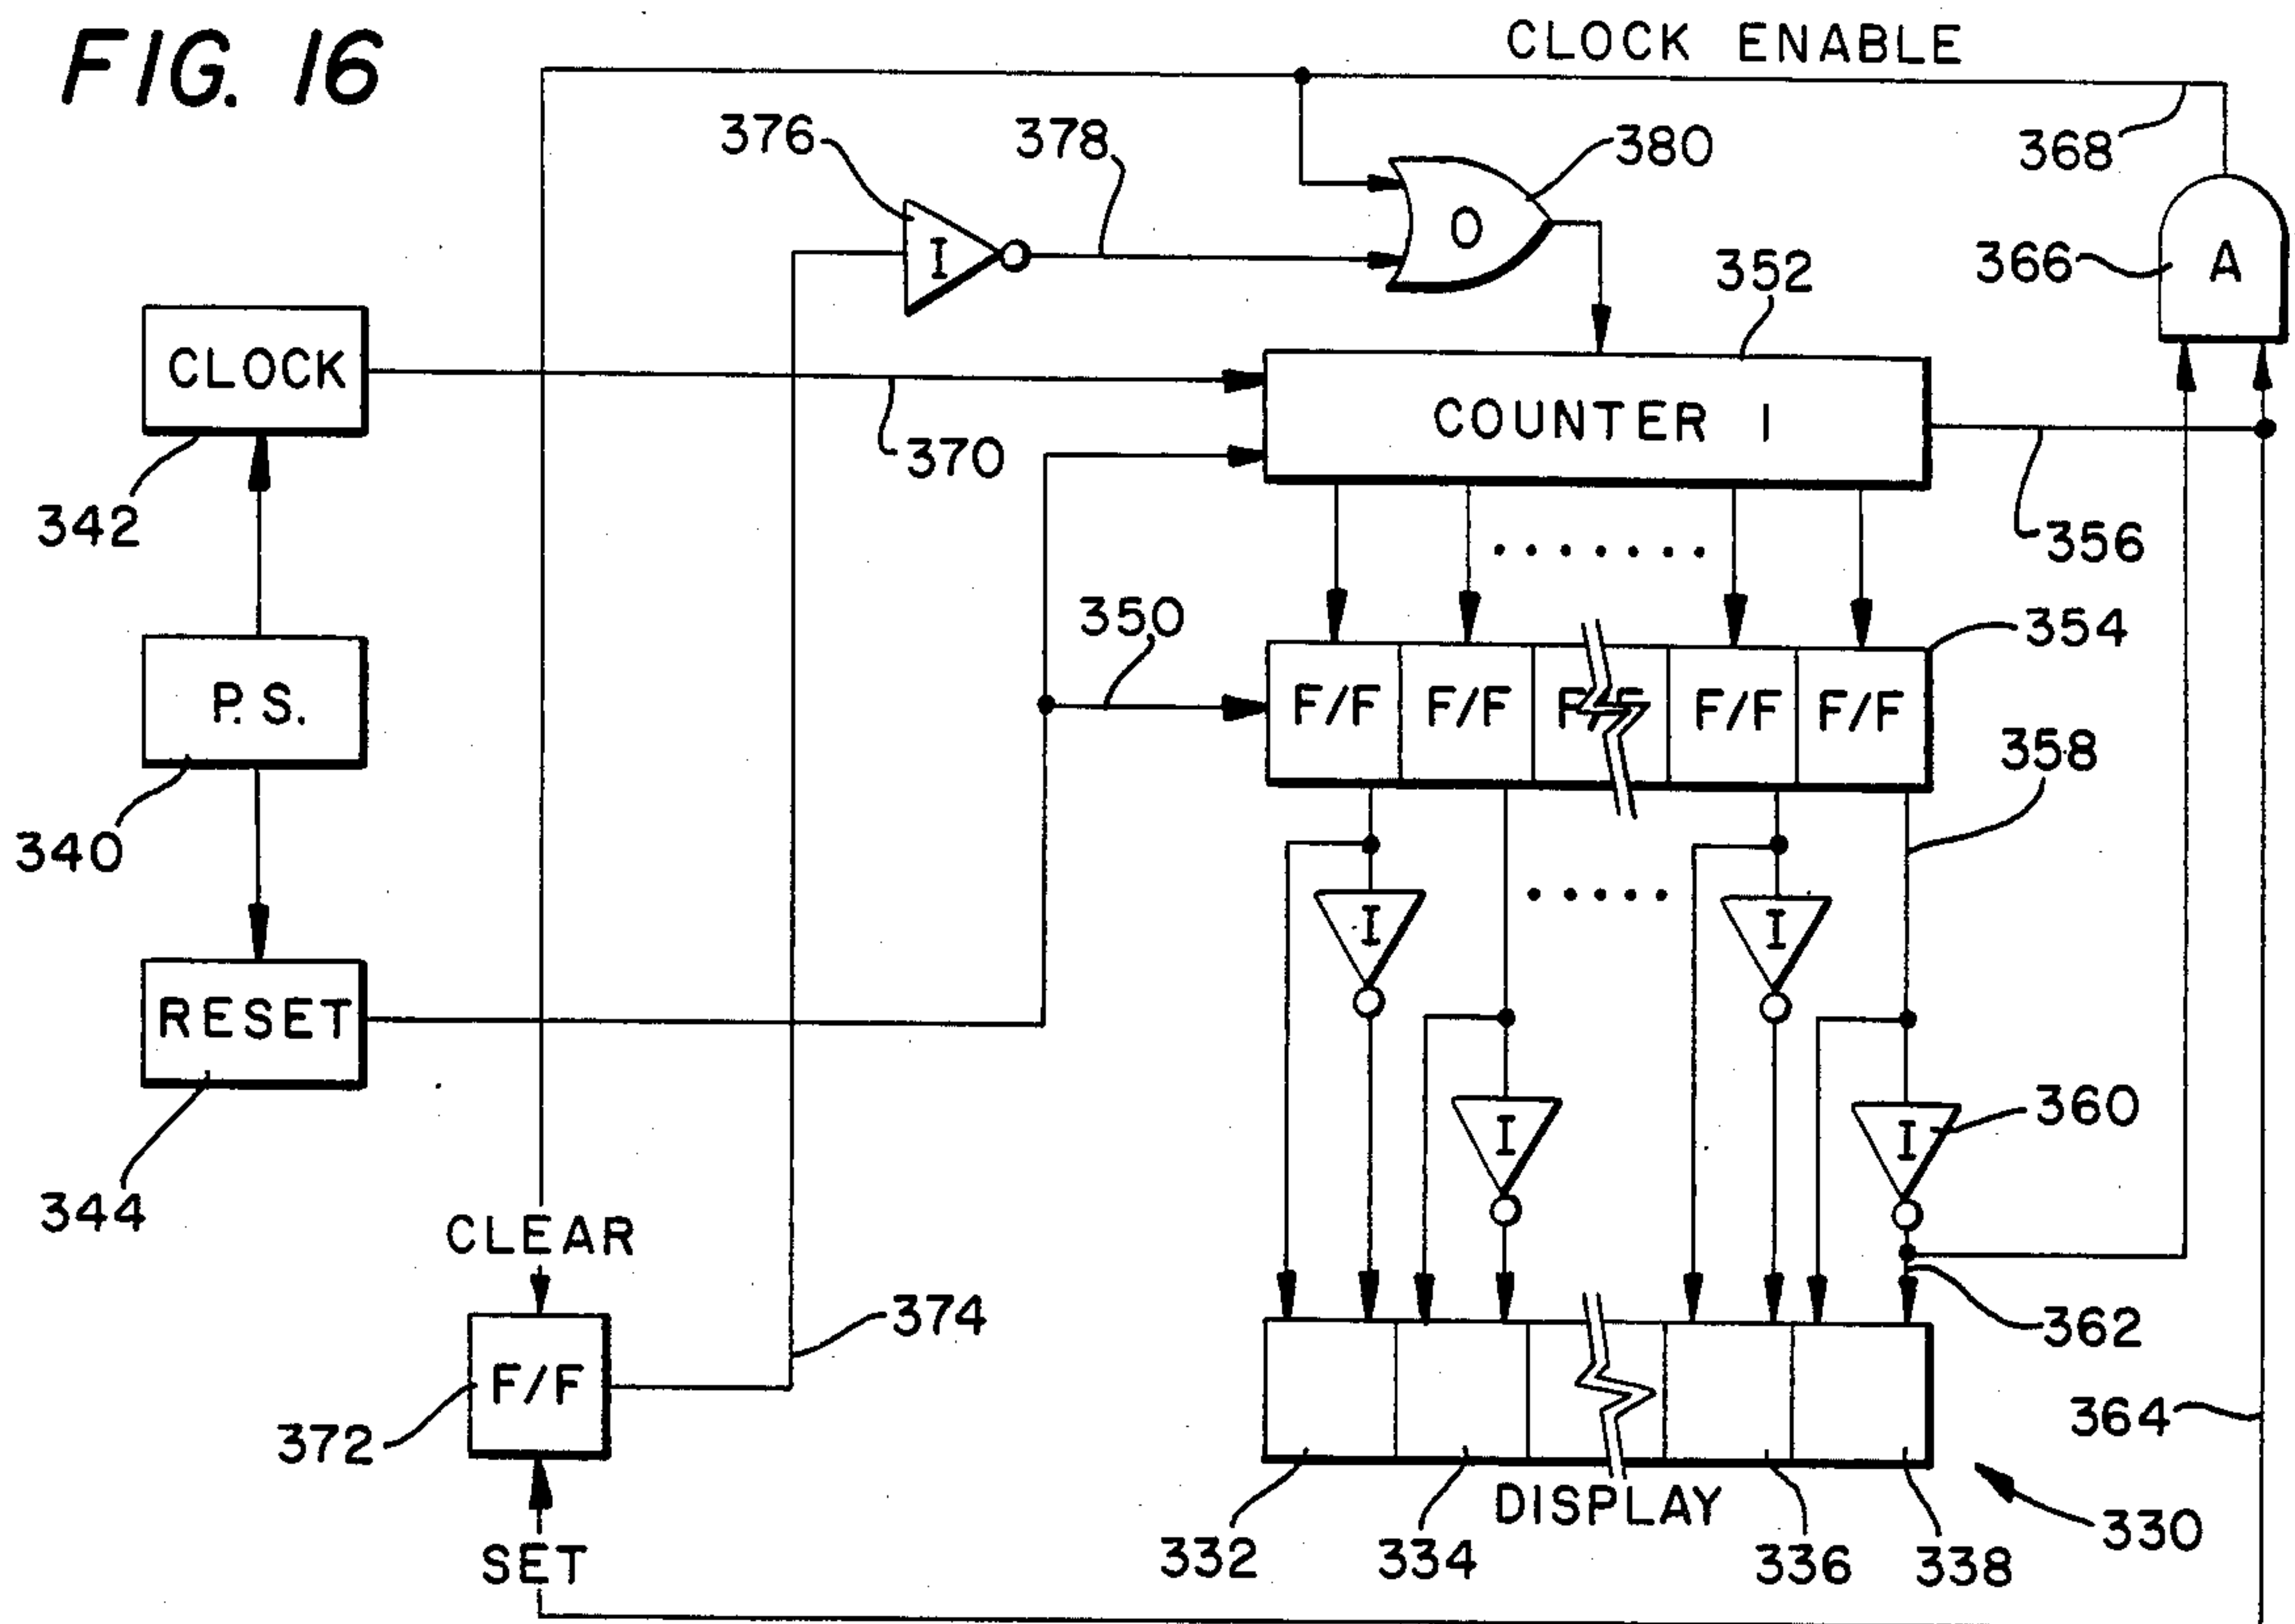 FIG. 16
CLOCK ENABLE
376
378
380
368
I
O
352
366
A
CLOCK
370
COUNTER 1
342
356
350
354
P.S.
F/F
F/F
F/F
F/F
F/F
358
340
I
I
RESET
I
I
360
344
CLEAR
374
362
F/F
372
364
DISPLAY
330
SET
332
334
336
338